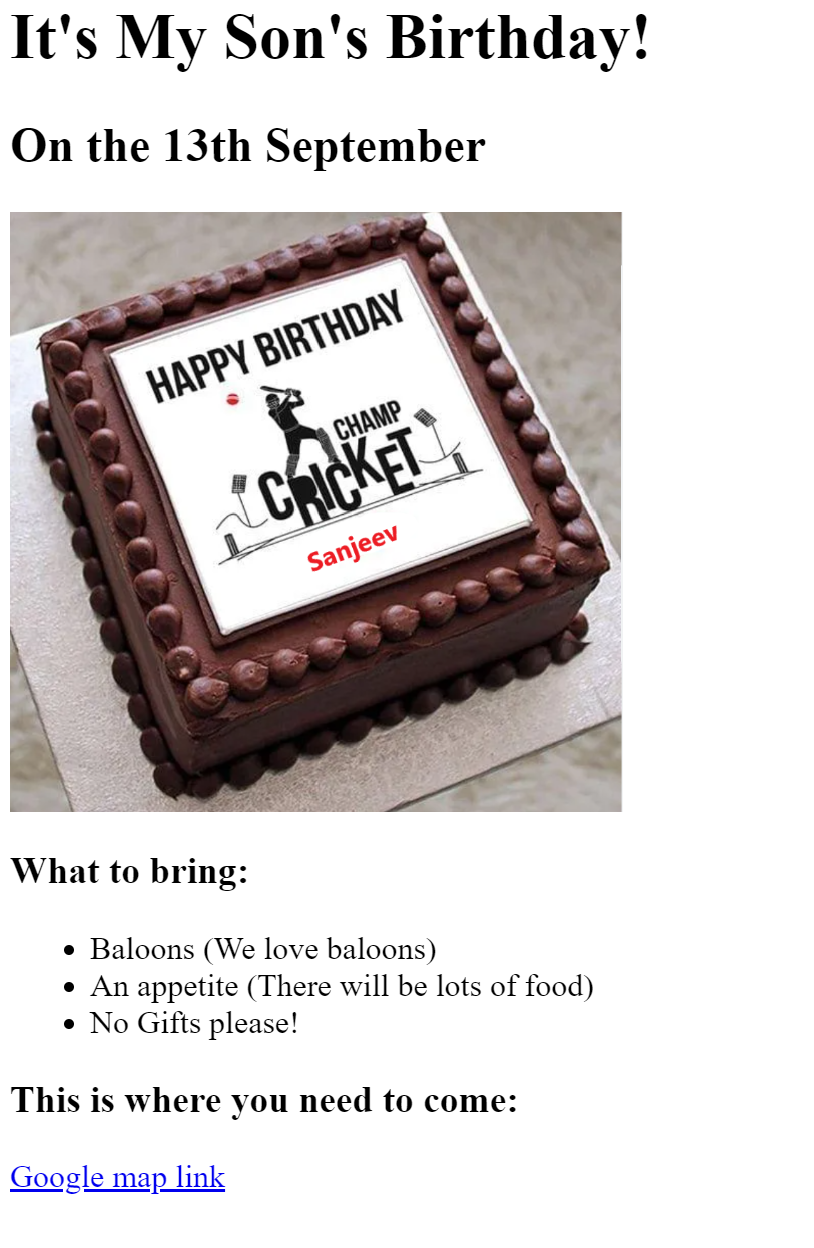 It's My Son's Birthday!
On the 13th September
HAPPY BIRTHDAY
CHAMP
CRICKET
Sanjeev
What to bring:
Baloons (We love baloons)
An appetite (There will be lots of food)
No Gifts please!
This is where you need to come:
Google map link